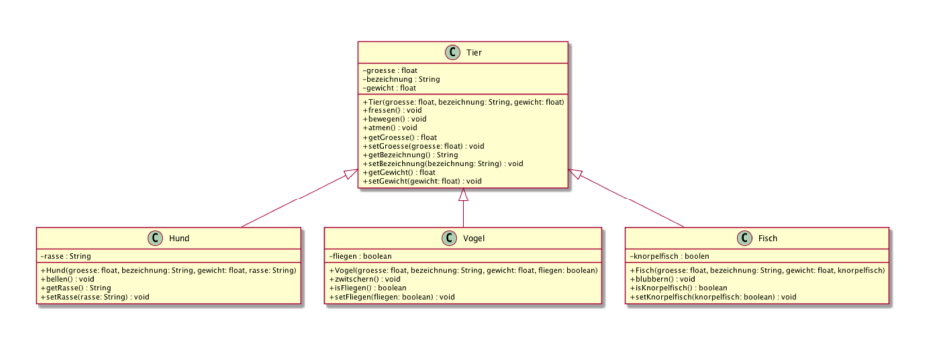 C Tier
-groesse : float
-bezeichnung : String
-gewicht : float
+Tier(groesse: float, bezeichnung: String, gewicht: float)
+fressen() : void
+bewegen() : void
+atmen() : void
+getGroesse() : float
+setGroesse(groesse: float) : void
+getBezeichnung() : String
+setBezeichnung(bezeichnung: String) : void
+getGewicht() : float
+setGewicht(gewicht: float) : void
C Hund
-rasse : String
+Hund(groesse: float, bezeichnung: String, gewicht: float, rasse: String)
+bellen() : void
+getRasse() : String
+setRasse(rasse: String) : void
C Vogel
-fliegen : boolean
+Vogel(groesse: float, bezeichnung: String, gewicht: float, fliegen: boolean)
+zwitschern() : void
+isFliegen() : boolean
+setFliegen(fliegen: boolean) : void
C Fisch
-knorpelfisch : boolen
+Fisch(groesse: float, bezeichnung: String, gewicht: float, knorpelfisch)
+blubbern() : void
+isKnorpelfisch() : boolean
+setKnorpelfisch(knorpelfisch: boolean) : void